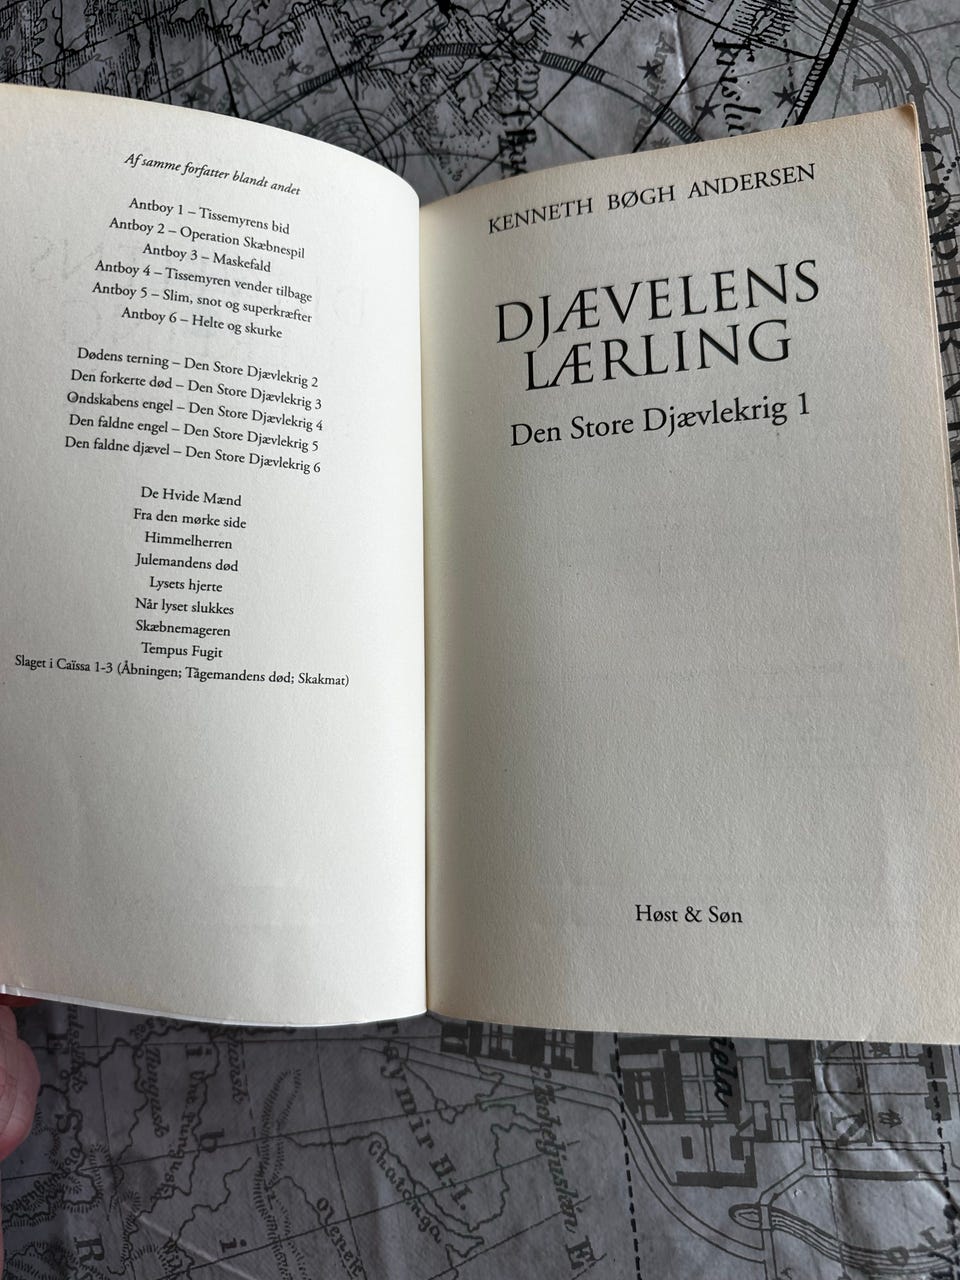 Af samme forfatter blandt andet
Antboy 1 – Tissemyrens bid
Antboy 2 – Operation Skæbnespil
Antboy 3 – Maskefald
Antboy 4 – Tissemyren vender tilbage
Antboy 5 – Slim, snot og superkræfter
Antboy 6 – Helte og skurke
Dødens terning – Den Store Djævlekrig 2
Den forkerte død – Den Store Djævlekrig 3
Ondskabens engel – Den Store Djævlekrig 4
Den faldne engel – Den Store Djævlekrig 5
Den faldne djævel – Den Store Djævlekrig 6
De Hvide Mænd
Fra den mørke side
Himmelherren
Julemandens død
Lysets hjerte
Når lyset slukkes
Skæbnemageren
Tempus Fugit
Slaget i Caïssa 1-3 (Åbningen; Tågemandens død; Skakmat)
KENNETH BØGH ANDERSEN
DJÆVELENS
LÆRLING
Den Store Djævlekrig 1
Høst & Søn